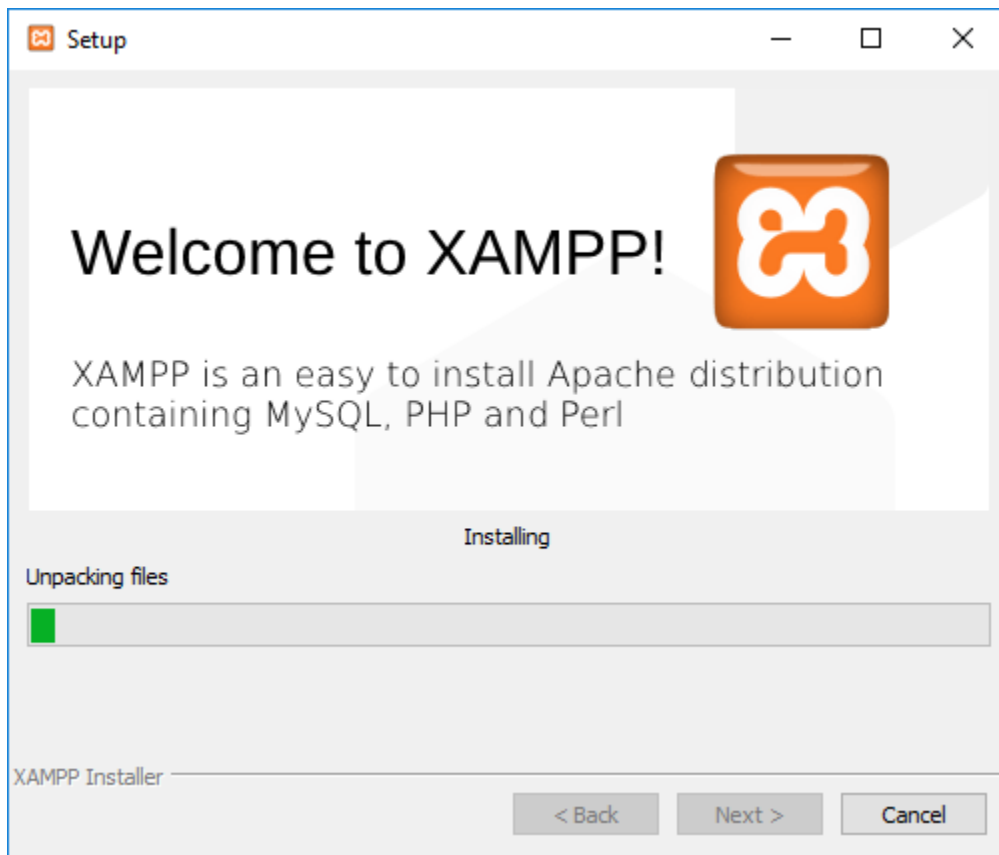 Setup
Welcome to XAMPP!
XAMPP is an easy to install Apache distribution
containing MySQL, PHP and Perl
Installing
Unpacking files
XAMPP Installer
< Back
Next >
Cancel